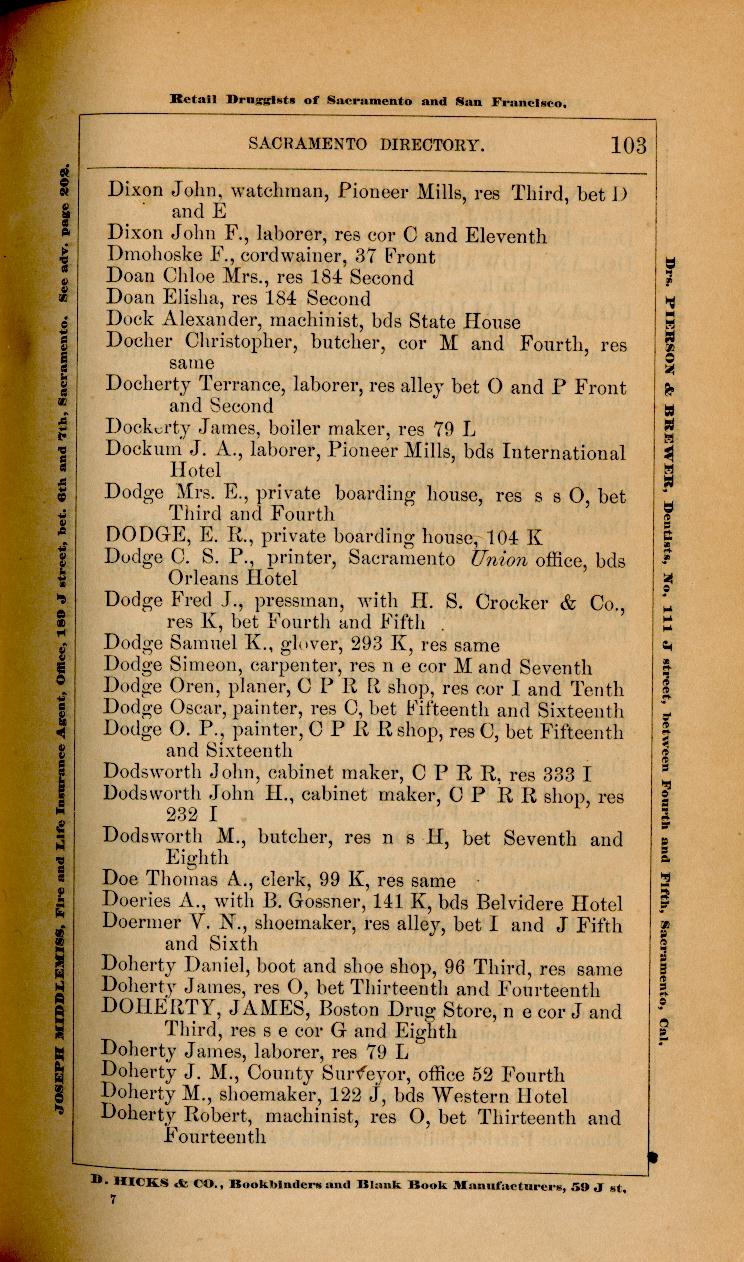 Retail Druggists of Sacramento and San Francisco.
SACRAMENTO DIRECTORY. 103
Dixon John, watchman, Pioneer Mills, res Third, bet D
and E
Dixon John F., laborer, res cor C and Eleventh
Dmohoske F., cordwainer, 37 Front
Doan Chloe Mrs., res 184 Second
Doan Elisha, res 184 Second
Dock Alexander, machinist, bds State House
Docher Christopher, butcher, cor M and Fourth, res
same
Docherty Terrance, laborer, res alley bet O and P Front
and Second
Dockerty James, boiler maker, res 79 L
Dockum J. A., laborer, Pioneer Mills, bds International
Hotel
Dodge Mrs. E., private boarding house, res s s O, bet
Third and Fourth
DODGE, E. R., private boarding house, 104 K
Dodge C. S. P., printer, Sacramento Union office, bds
Orleans Hotel
Dodge Fred J., pressman, with H. S. Crocker & Co.,
res K, bet Fourth and Fifth
Dodge Samuel K., glover, 293 K, res same
Dodge Simeon, carpenter, res n e cor M and Seventh
Dodge Oren, planer, C P R R shop, res cor I and Tenth
Dodge Oscar, painter, res C, bet Fifteenth and Sixteenth
Dodge O. P., painter, C P R R shop, res C, bet Fifteenth
and Sixteenth
Dodsworth John, cabinet maker, C P R R, res 333 I
Dodsworth John H., cabinet maker, C P R R shop, res
232 I
Dodsworth M., butcher, res n s H, bet Seventh and
Eighth
Doe Thomas A., clerk, 99 K, res same
Doeries A., with B. Gossner, 141 K, bds Belvidere Hotel
Doermer V. N., shoemaker, res alley, bet I and J Fifth
and Sixth
Doherty Daniel, boot and shoe shop, 96 Third, res same
Doherty James, res O, bet Thirteenth and Fourteenth
DOHERTY, JAMES, Boston Drug Store, n e cor J and
Third, res s e cor G and Eighth
Doherty James, laborer, res 79 L
Doherty J. M., County Surveyor, office 52 Fourth
Doherty M., shoemaker, 122 J, bds Western Hotel
Doherty Robert, machinist, res O, bet Thirteenth and
Fourteenth
D. HICKS & CO., Bookbinders and Blank Book Manufacturers, 59 J st.
7
JOSEPH MIDDLEMISS, Fire and Life Insurance Agent, Office, 189 J street, bet. 6th and 7th, Sacramento. See adv. page 202.
Drs. PIERSON & BREWER, Dentists, No. 111 J street, between Fourth and Fifth, Sacramento, Cal.